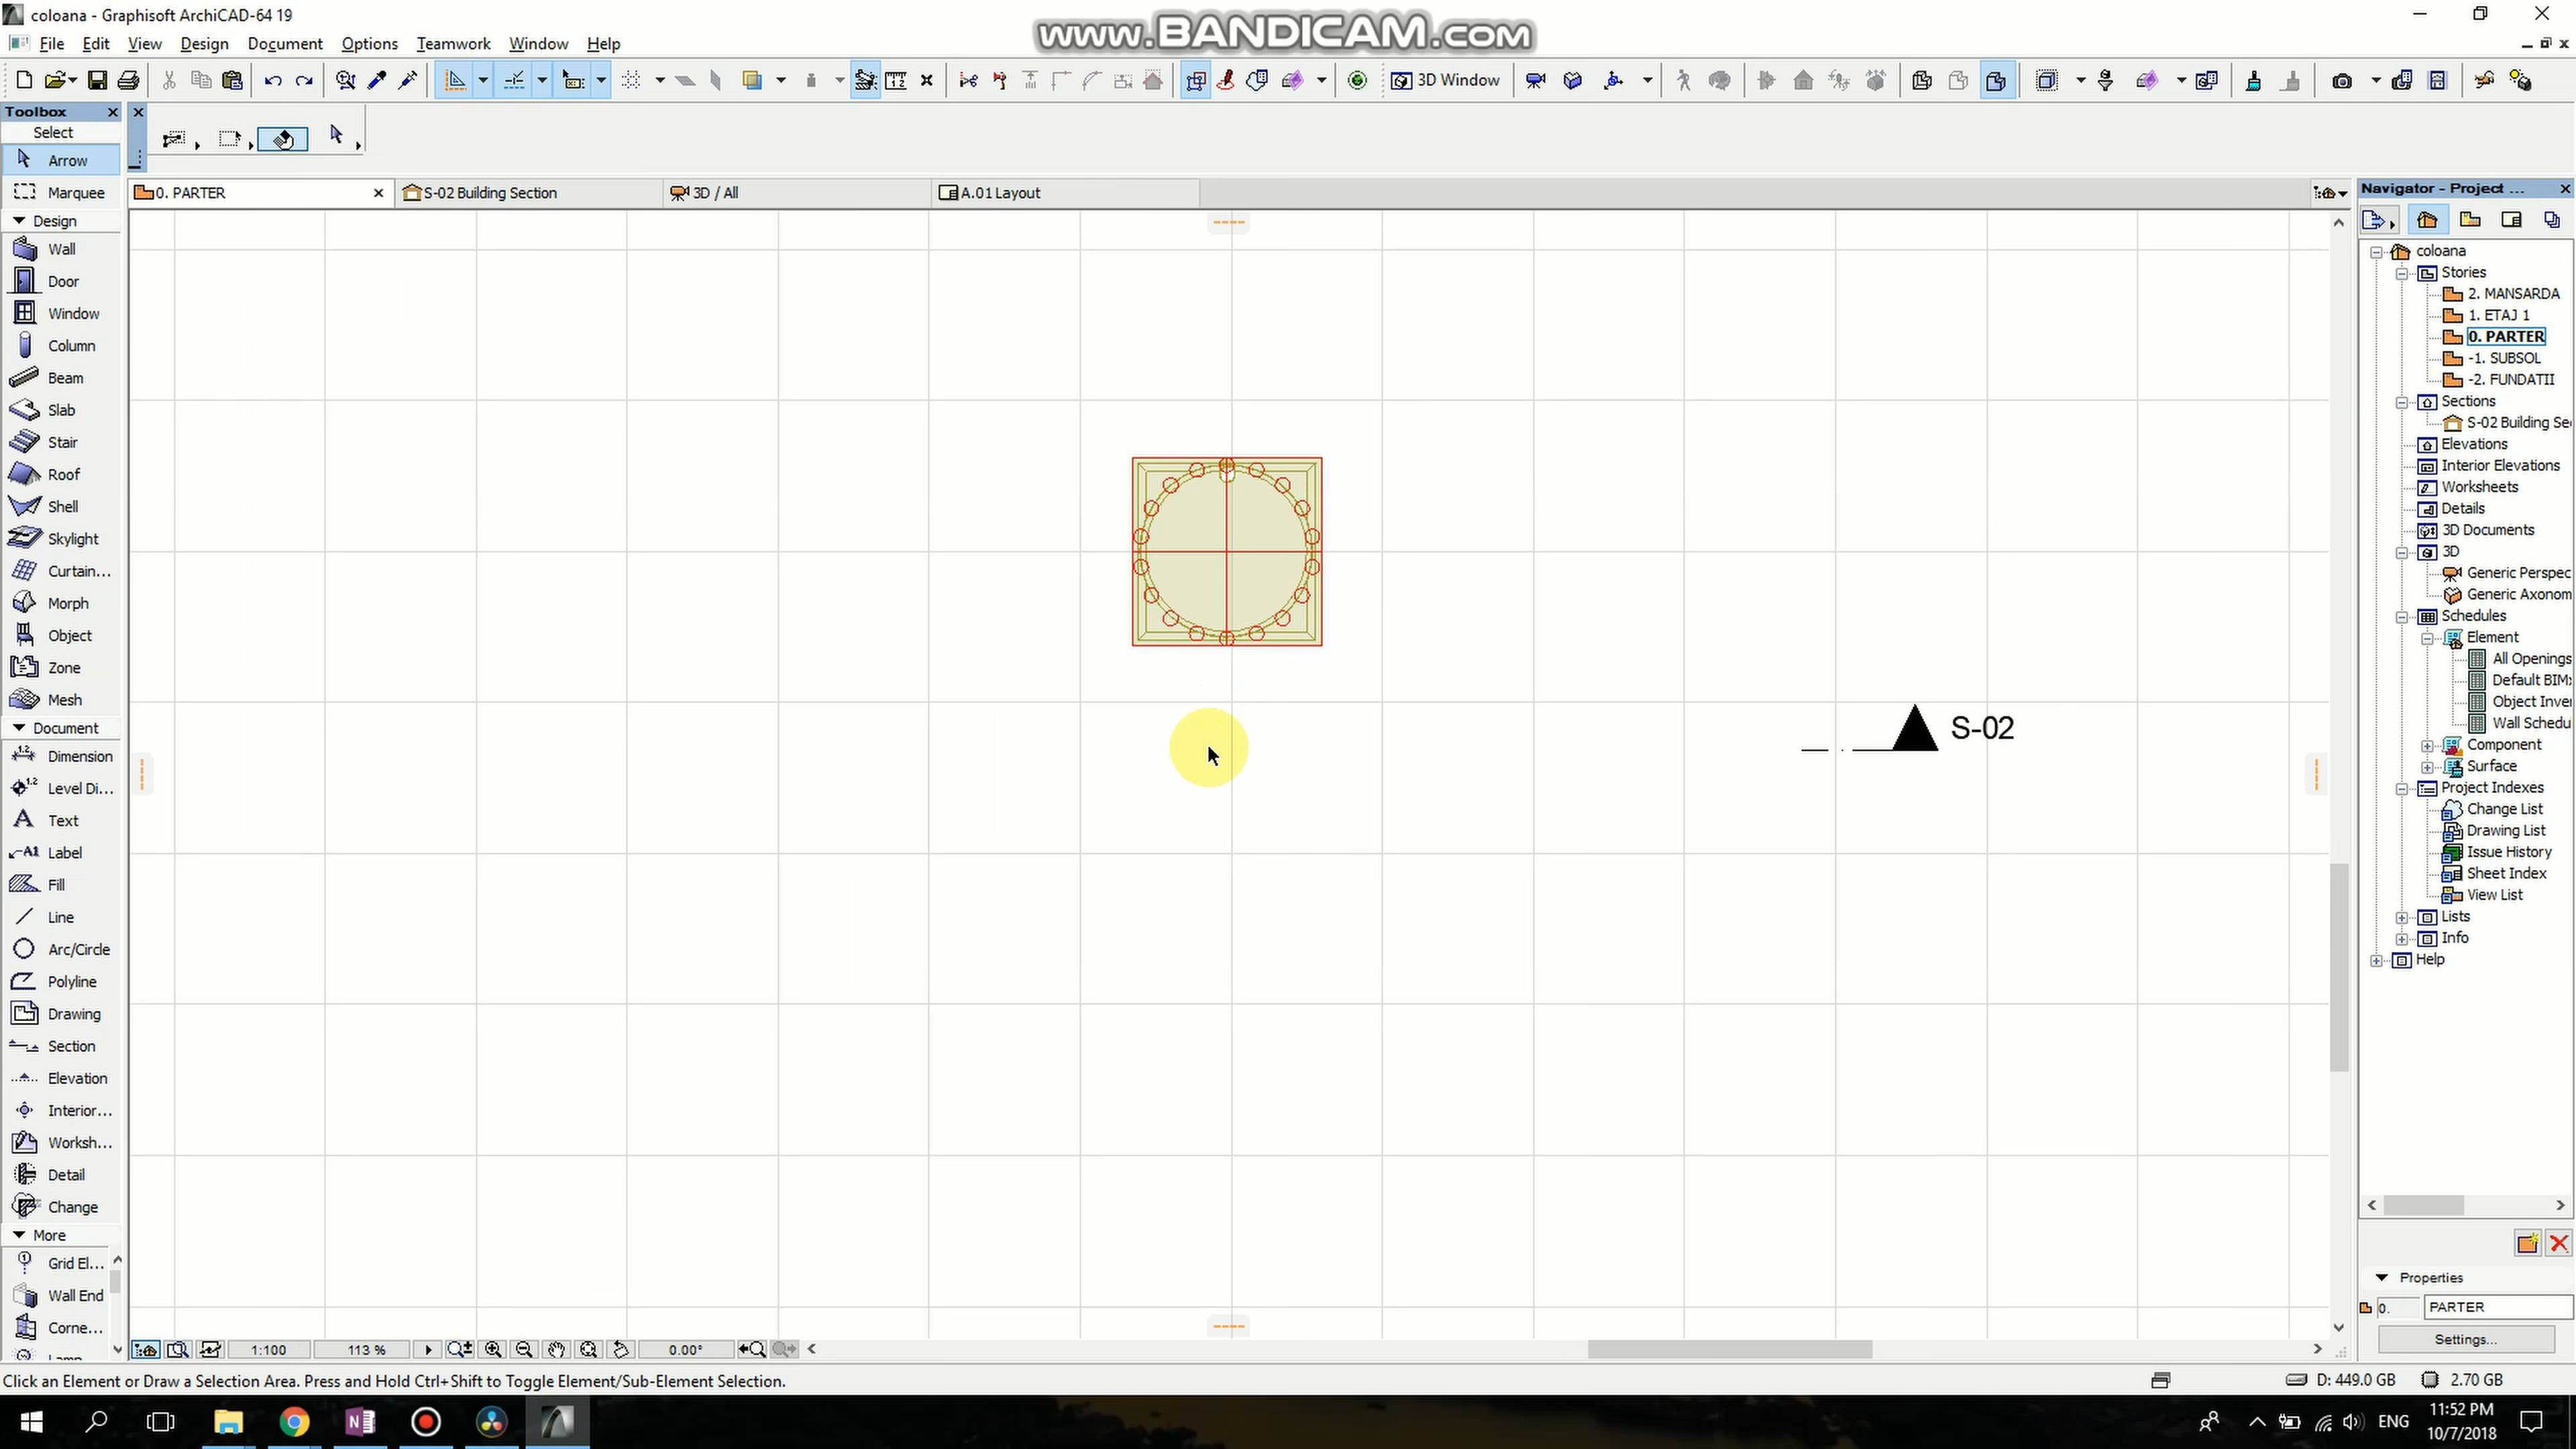 coloana - Graphisoft ArchiCAD-64 19
www.BANDICAM.com
File Edit View Design Document Options Teamwork Window Help
3D Window
Toolbox
Select
Arrow
Marquee
Design
Wall
Door
Window
Column
Beam
Slab
Stair
Roof
Shell
Skylight
Curtain...
Morph
Object
Zone
Mesh
Document
Dimension
Level Di...
Text
Label
Fill
Line
Arc/Circle
Polyline
Drawing
Section
Elevation
Interior...
Worksh...
Detail
Change
More
Grid El...
Wall End
Corne...
0. PARTER
S-02 Building Section
3D / All
A.01 Layout
S-02
Navigator - Project ...
coloana
Stories
2. MANSARDA
1. ETAJ 1
0. PARTER
-1. SUBSOL
-2. FUNDATII
Sections
S-02 Building Se
Elevations
Interior Elevations
Worksheets
Details
3D Documents
3D
Generic Perspec
Generic Axonom
Schedules
Element
All Openings
Default BIM
Object Inve
Wall Schedu
Component
Surface
Project Indexes
Change List
Drawing List
Issue History
Sheet Index
View List
Lists
Info
Help
Properties
0. PARTER
Settings...
1:100
113 %
0.00°
Click an Element or Draw a Selection Area. Press and Hold Ctrl+Shift to Toggle Element/Sub-Element Selection.
D: 449.0 GB
2.70 GB
ENG
11:52 PM
10/7/2018